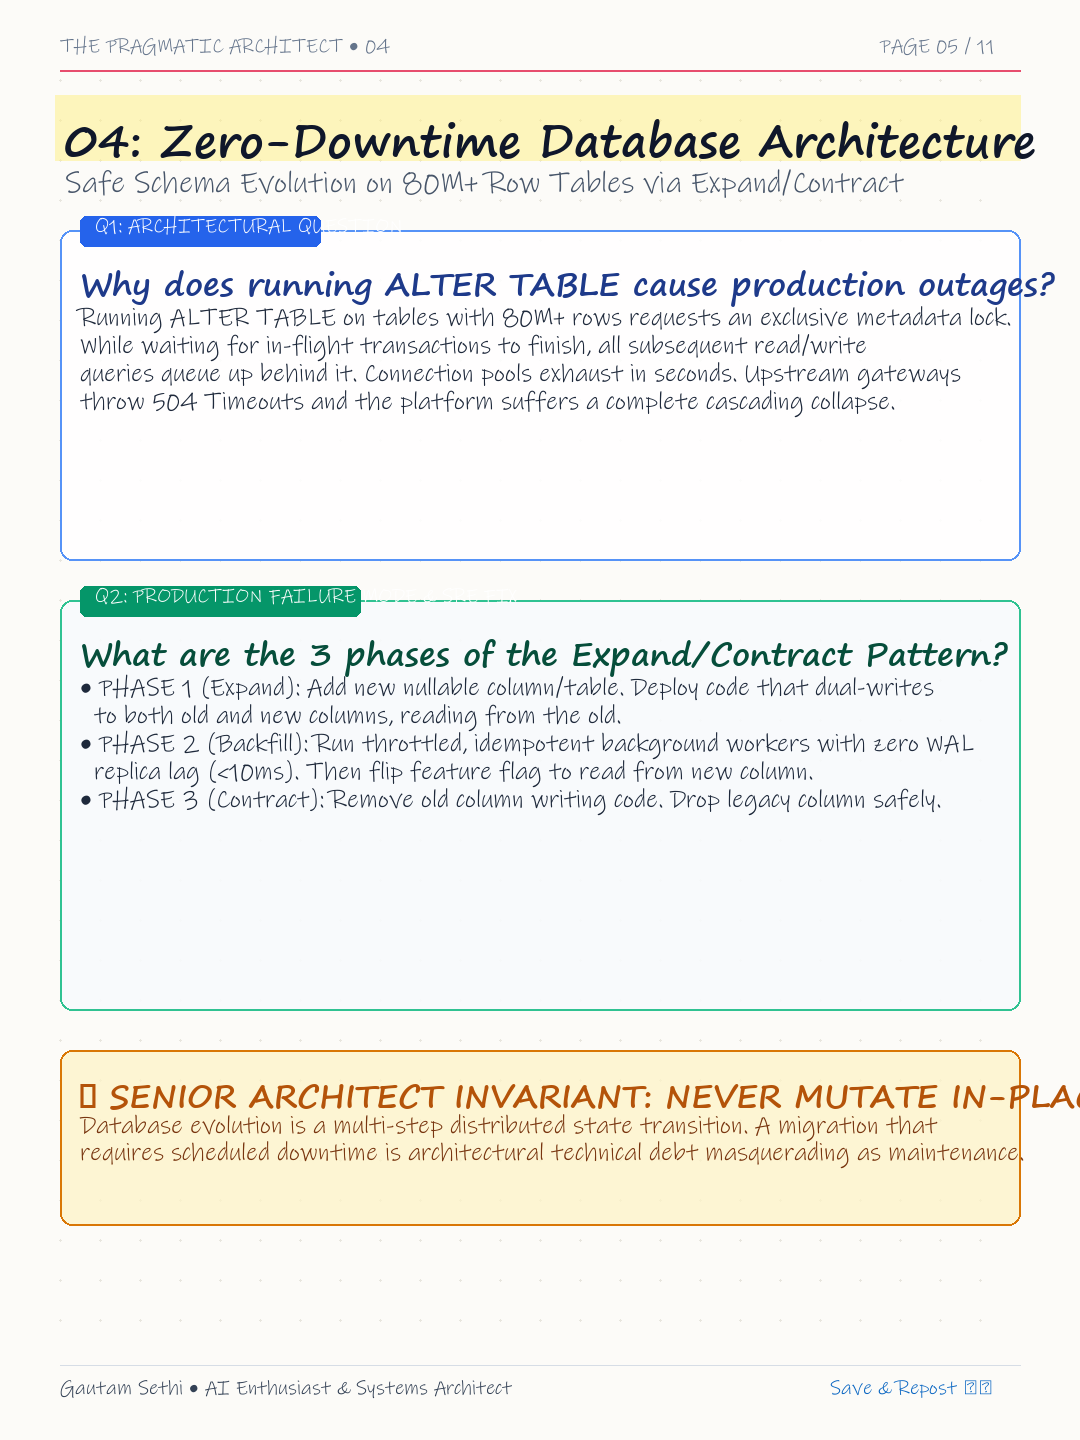 THE PRAGMATIC ARCHITECT • 04
PAGE 05 / 11
04: Zero-Downtime Database Architecture
Safe Schema Evolution on 80M+ Row Tables via Expand/Contract
Q1: ARCHITECTURAL QUESTION
Why does running ALTER TABLE cause production outages?
Running ALTER TABLE on tables with 80M+ rows requests an exclusive metadata lock.
While waiting for in-flight transactions to finish, all subsequent read/write
queries queue up behind it. Connection pools exhaust in seconds. Upstream gateways
throw 504 Timeouts and the platform suffers a complete cascading collapse.
Q2: PRODUCTION FAILURE
What are the 3 phases of the Expand/Contract Pattern?
• PHASE 1 (Expand): Add new nullable column/table. Deploy code that dual-writes
to both old and new columns, reading from the old.
• PHASE 2 (Backfill): Run throttled, idempotent background workers with zero WAL
replica lag (<10ms). Then flip feature flag to read from new column.
• PHASE 3 (Contract): Remove old column writing code. Drop legacy column safely.
SENIOR ARCHITECT INVARIANT: NEVER MUTATE IN-PLAC
Database evolution is a multi-step distributed state transition. A migration that
requires scheduled downtime is architectural technical debt masquerading as maintenance.
Gautam Sethi • AI Enthusiast & Systems Architect
Save & Repost